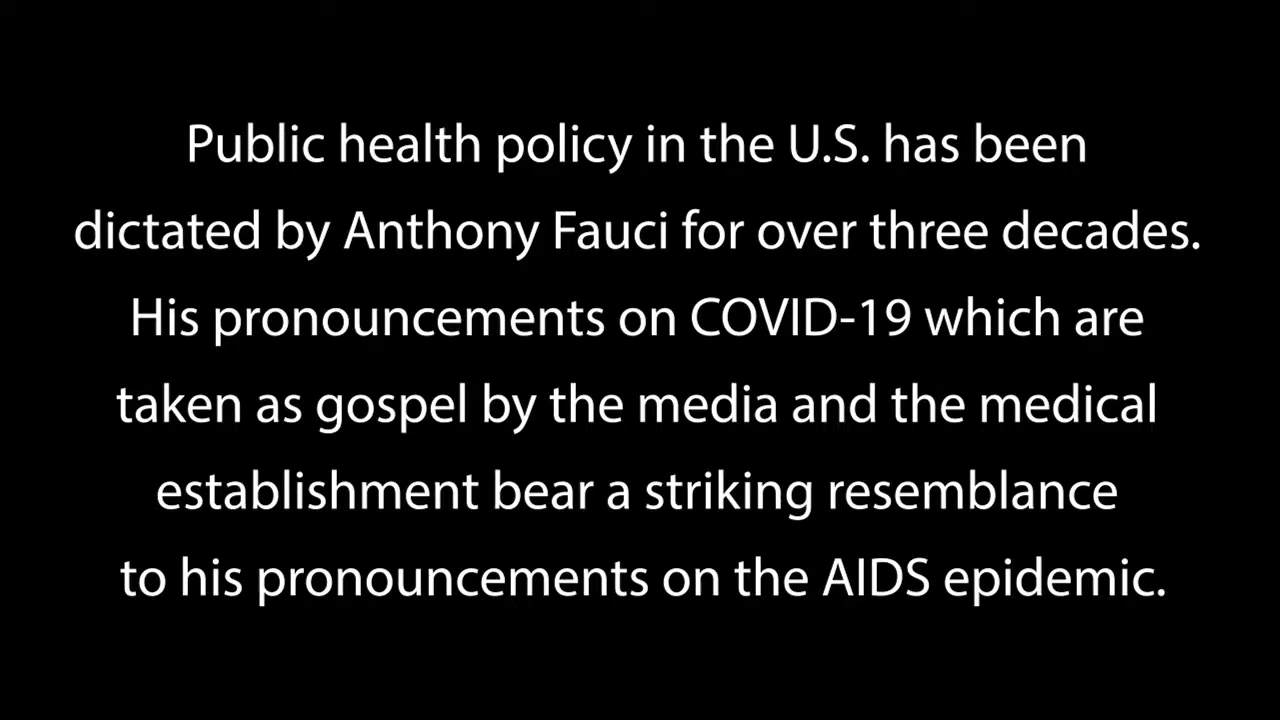 Public health policy in the U.S. has been
dictated by Anthony Fauci for over three decades.
His pronouncements on COVID-19 which are
taken as gospel by the media and the medical
establishment bear a striking resemblance
to his pronouncements on the AIDS epidemic.